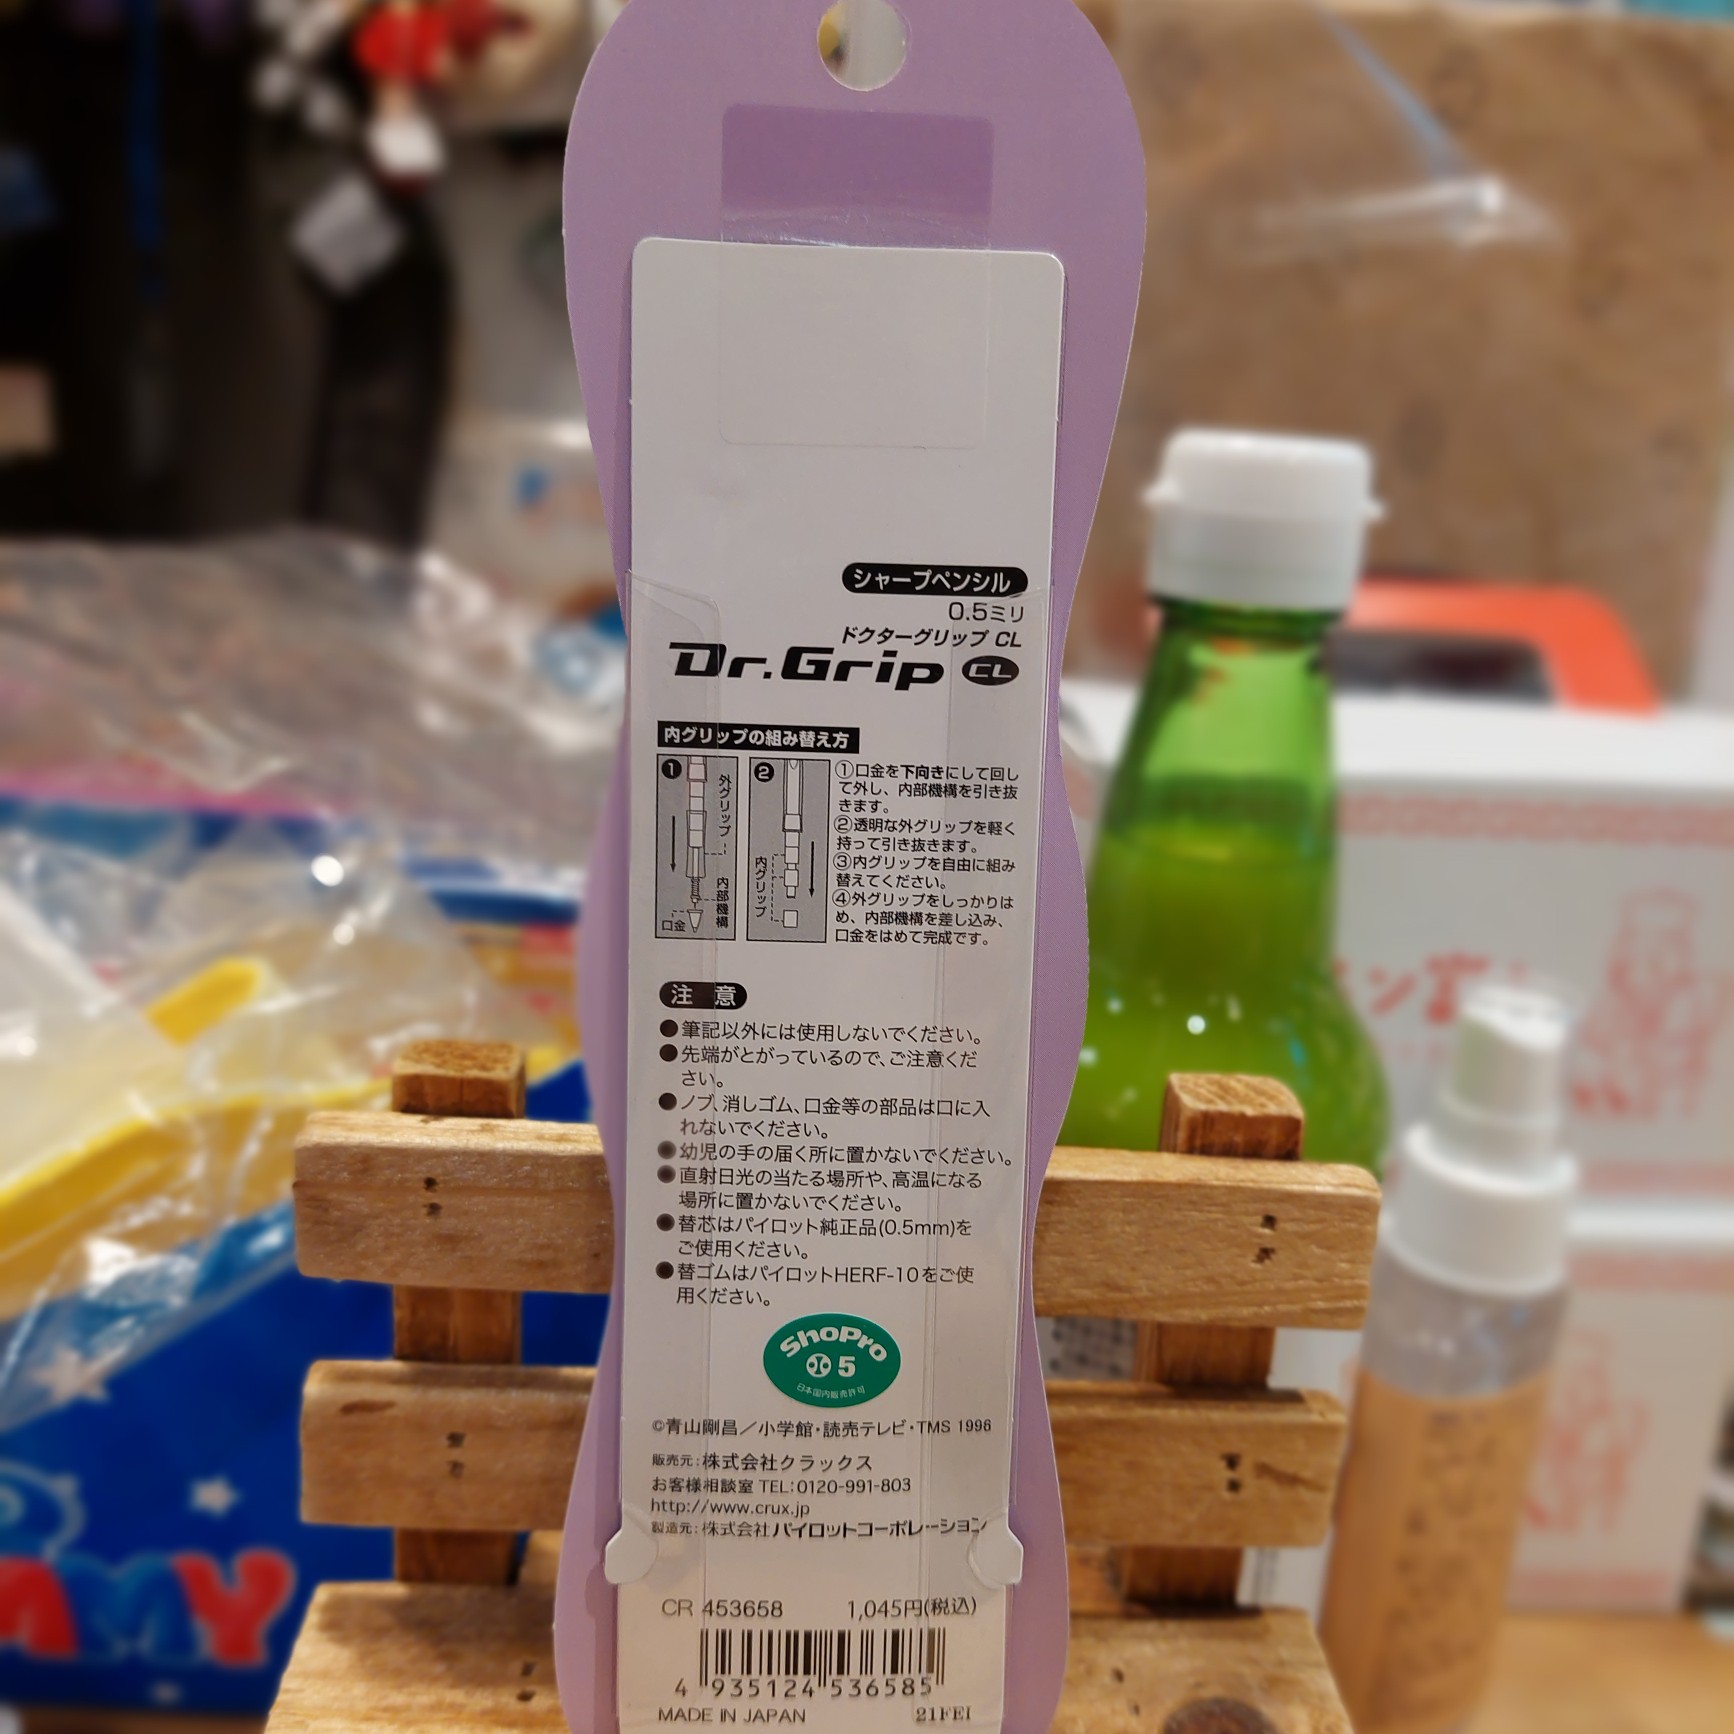 シャープペンシル
0.5ミリ
ドクターグリップ CL
Dr.Grip CL
内グリップの組み替え方
1
外グリップ
内部機構
口金
2
内グリップ
①口金を下向きにして回し
て外し、内部機構を引き抜
きます。
②透明な外グリップを軽く
持って引き抜きます。
③内グリップを自由に組み
替えてください。
④外グリップをしっかりは
め、内部機構を差し込み、
口金をはめて完成です。
注 意
●筆記以外には使用しないでください。
●先端がとがっているので、ご注意くだ
さい。
●ノブ、消しゴム、口金等の部品は口に入
れないでください。
●幼児の手の届く所に置かないでください。
●直射日光の当たる場所や、高温になる
場所に置かないでください。
●替芯はパイロット純正品(0.5mm)を
ご使用ください。
●替ゴムはパイロットHERF-10をご使
用ください。
ShoPro
5
日本国内販売許可
©青山剛昌／小学館・読売テレビ・TMS 1996
販売元：株式会社クラックス
お客様相談室 TEL：0120-991-803
http://www.crux.jp
製造元：株式会社パイロットコーポレーション
CR 453658 1,045円(税込)
4 935124 536585
MADE IN JAPAN 21FEI